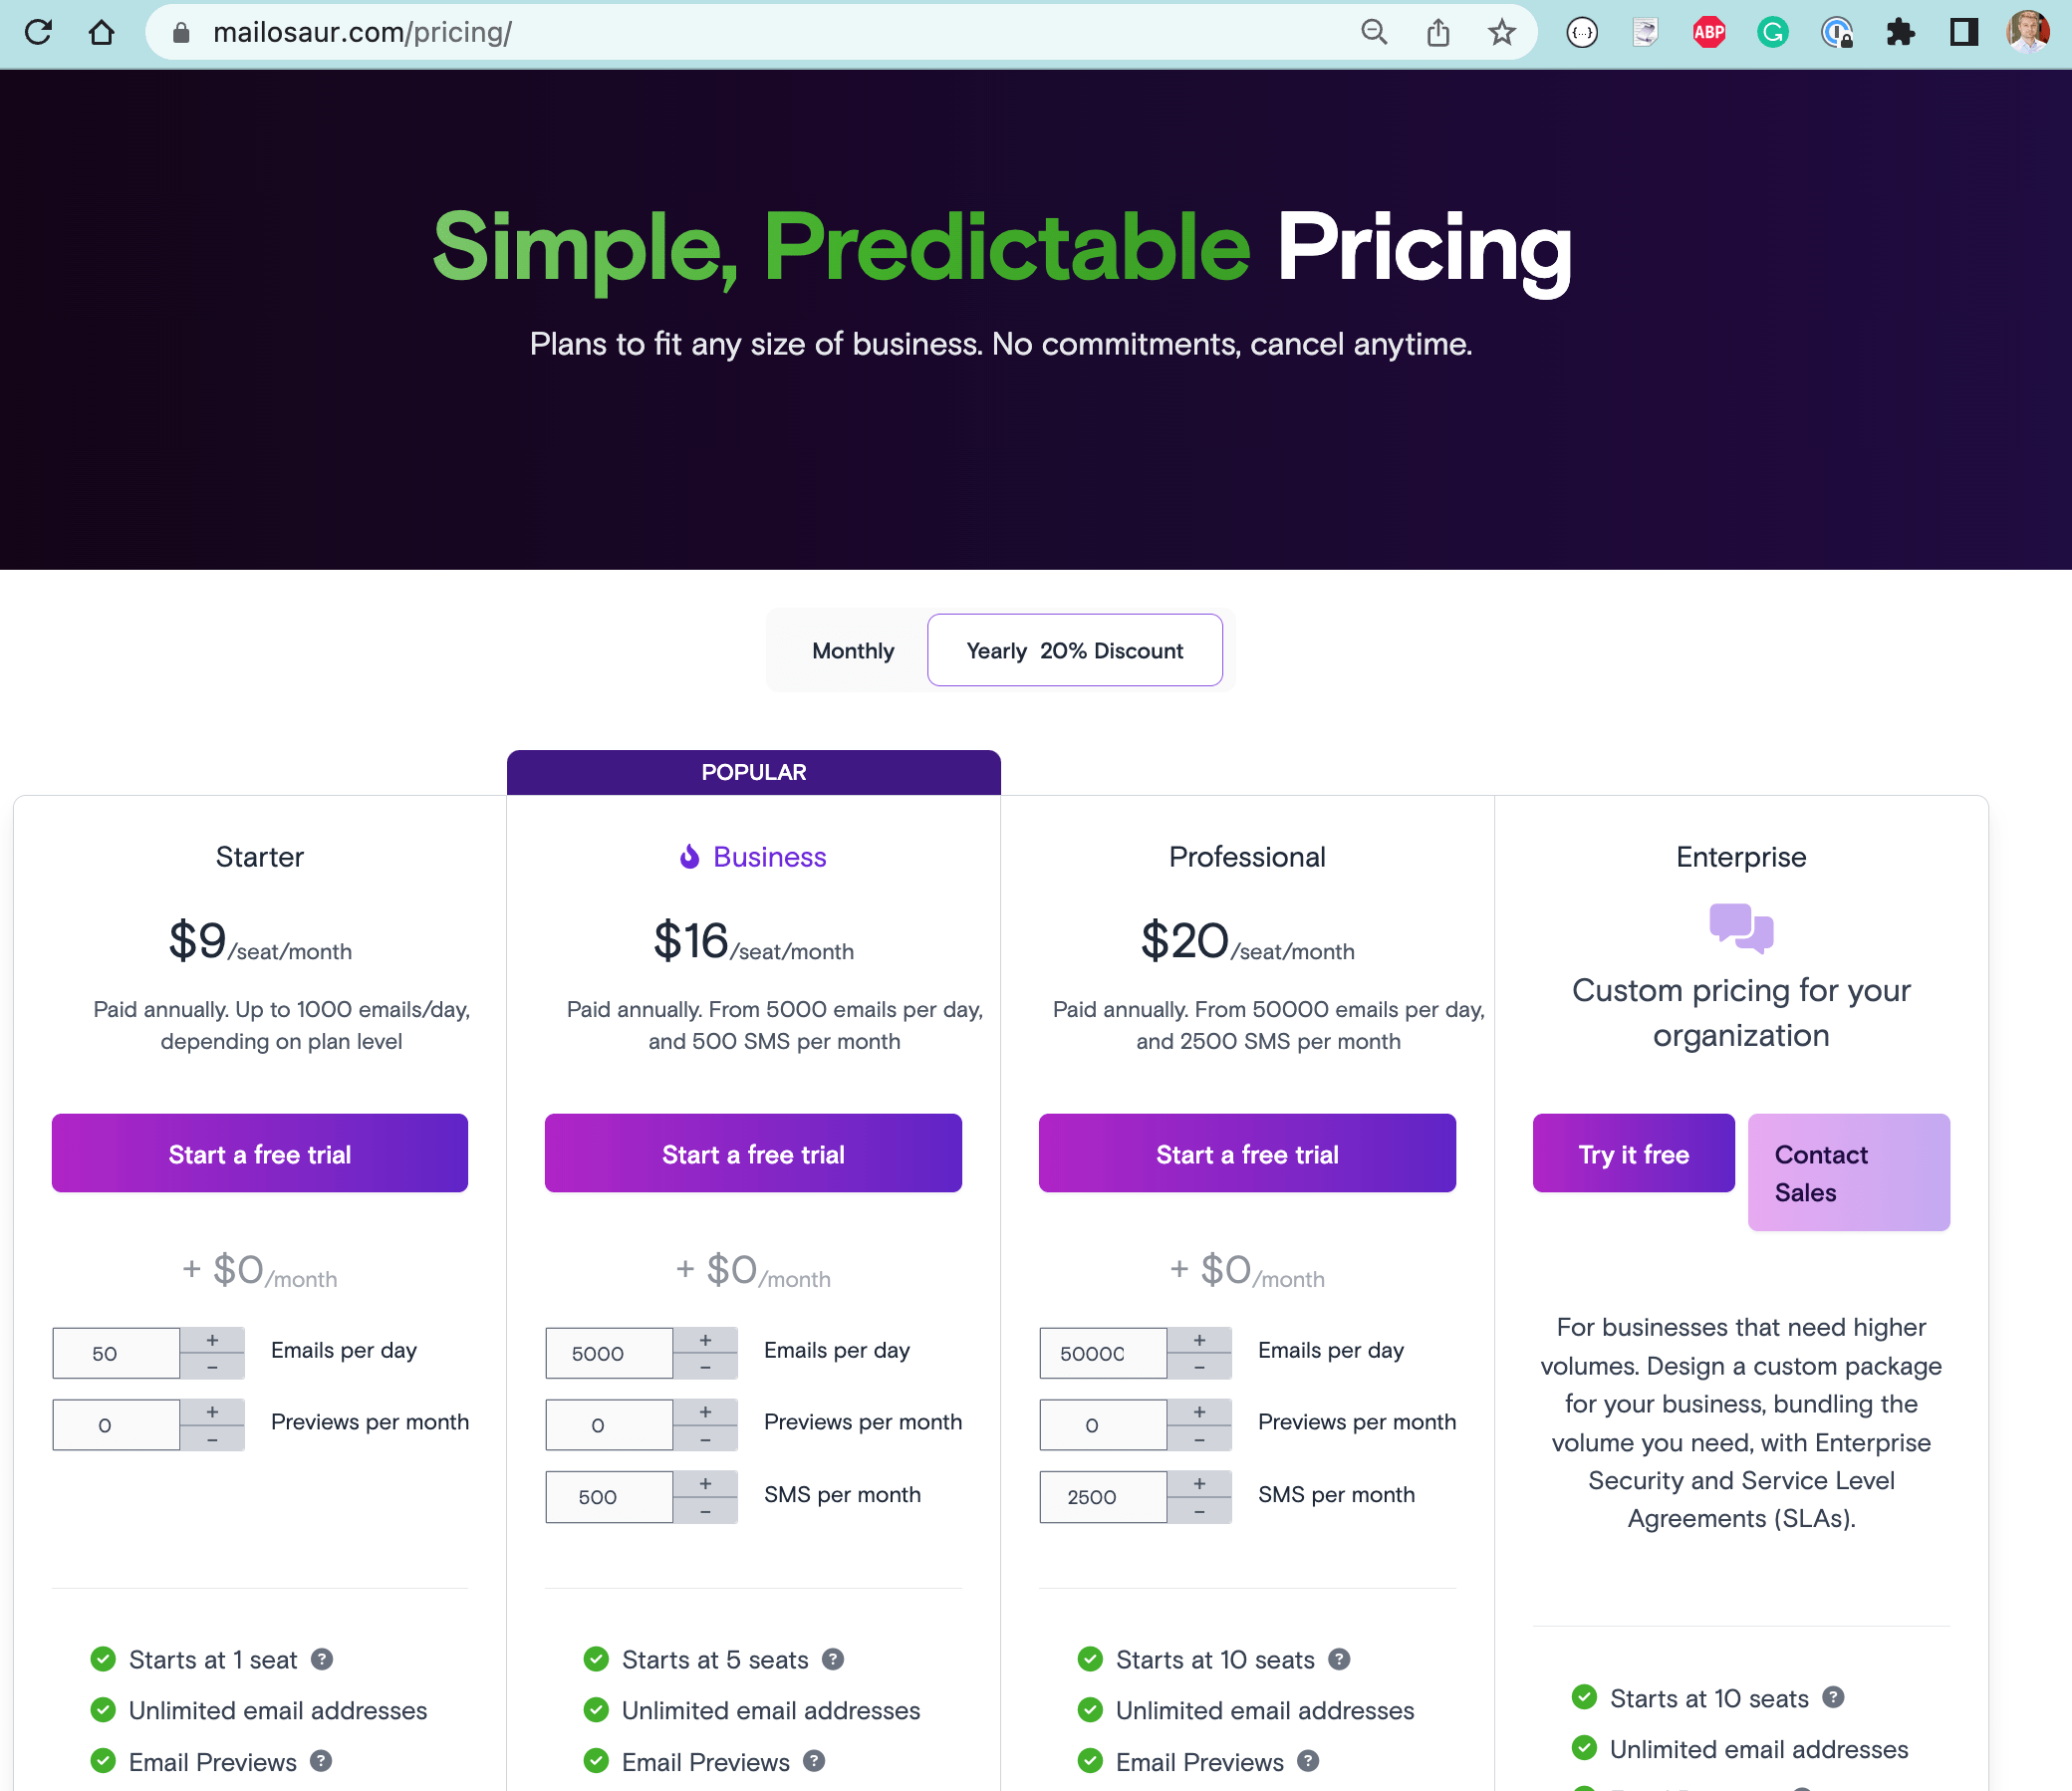 mailosaur.com/pricing/
{...}
ABP
G
Simple, Predictable Pricing
Plans to fit any size of business. No commitments, cancel anytime.
Monthly
Yearly 20% Discount
POPULAR
Starter
$9/seat/month
Paid annually. Up to 1000 emails/day,
depending on plan level
Start a free trial
+ $0/month
50 + − Emails per day
0 + − Previews per month
Starts at 1 seat ?
Unlimited email addresses
Email Previews ?
Business
$16/seat/month
Paid annually. From 5000 emails per day,
and 500 SMS per month
Start a free trial
+ $0/month
5000 + − Emails per day
0 + − Previews per month
500 + − SMS per month
Starts at 5 seats ?
Unlimited email addresses
Email Previews ?
Professional
$20/seat/month
Paid annually. From 50000 emails per day,
and 2500 SMS per month
Start a free trial
+ $0/month
50000 + − Emails per day
0 + − Previews per month
2500 + − SMS per month
Starts at 10 seats ?
Unlimited email addresses
Email Previews ?
Enterprise
Custom pricing for your
organization
Try it free
Contact
Sales
For businesses that need higher
volumes. Design a custom package
for your business, bundling the
volume you need, with Enterprise
Security and Service Level
Agreements (SLAs).
Starts at 10 seats ?
Unlimited email addresses